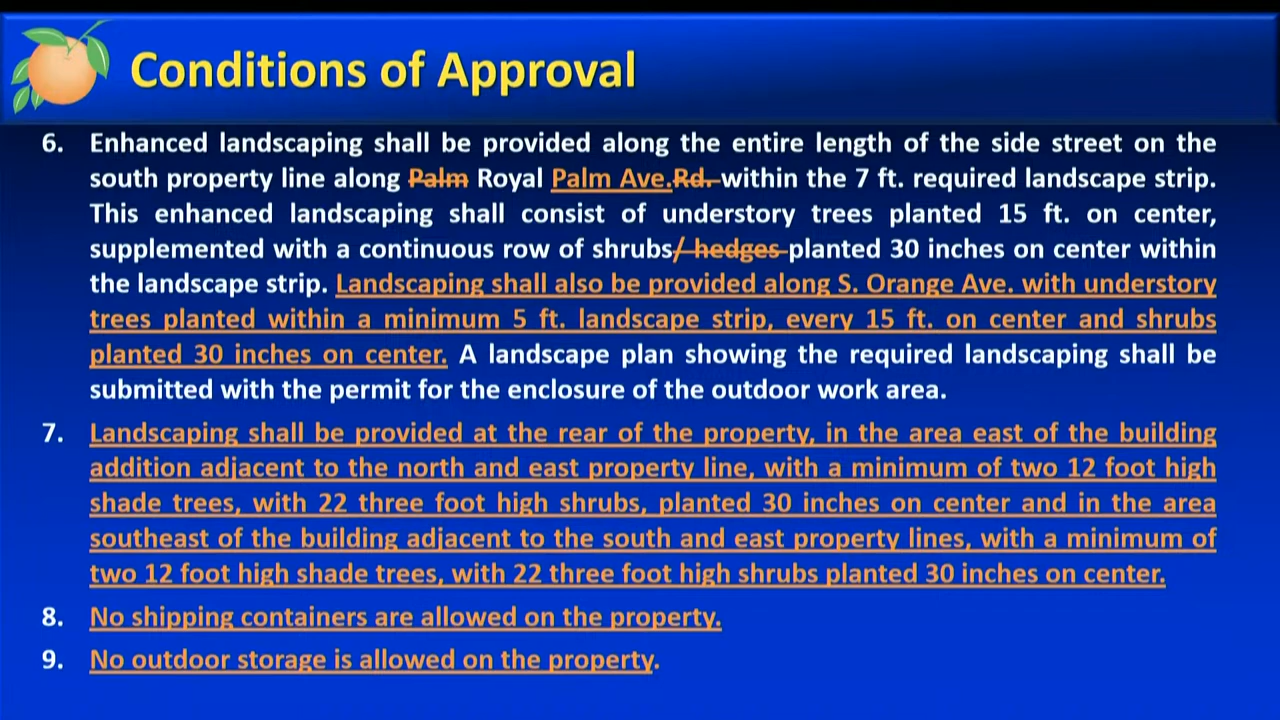 Conditions of Approval
6. Enhanced landscaping shall be provided along the entire length of the side street on the
south property line along Palm Royal Palm Ave.Rd. within the 7 ft. required landscape strip.
This enhanced landscaping shall consist of understory trees planted 15 ft. on center,
supplemented with a continuous row of shrubs/ hedges planted 30 inches on center within
the landscape strip. Landscaping shall also be provided along S. Orange Ave. with understory
trees planted within a minimum 5 ft. landscape strip, every 15 ft. on center and shrubs
planted 30 inches on center. A landscape plan showing the required landscaping shall be
submitted with the permit for the enclosure of the outdoor work area.
7. Landscaping shall be provided at the rear of the property, in the area east of the building
addition adjacent to the north and east property line, with a minimum of two 12 foot high
shade trees, with 22 three foot high shrubs, planted 30 inches on center and in the area
southeast of the building adjacent to the south and east property lines, with a minimum of
two 12 foot high shade trees, with 22 three foot high shrubs planted 30 inches on center.
8. No shipping containers are allowed on the property.
9. No outdoor storage is allowed on the property.